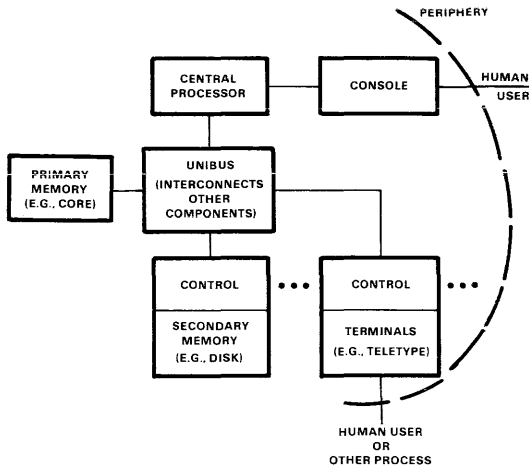 PERIPHERY
CENTRAL
PROCESSOR
CONSOLE
HUMAN
USER
PRIMARY
MEMORY
(E.G., CORE)
UNIBUS
(INTERCONNECTS
OTHER
COMPONENTS)
CONTROL
SECONDARY
MEMORY
(E.G., DISK)
CONTROL
TERMINALS
(E.G., TELETYPE)
HUMAN USER
OR
OTHER PROCESS